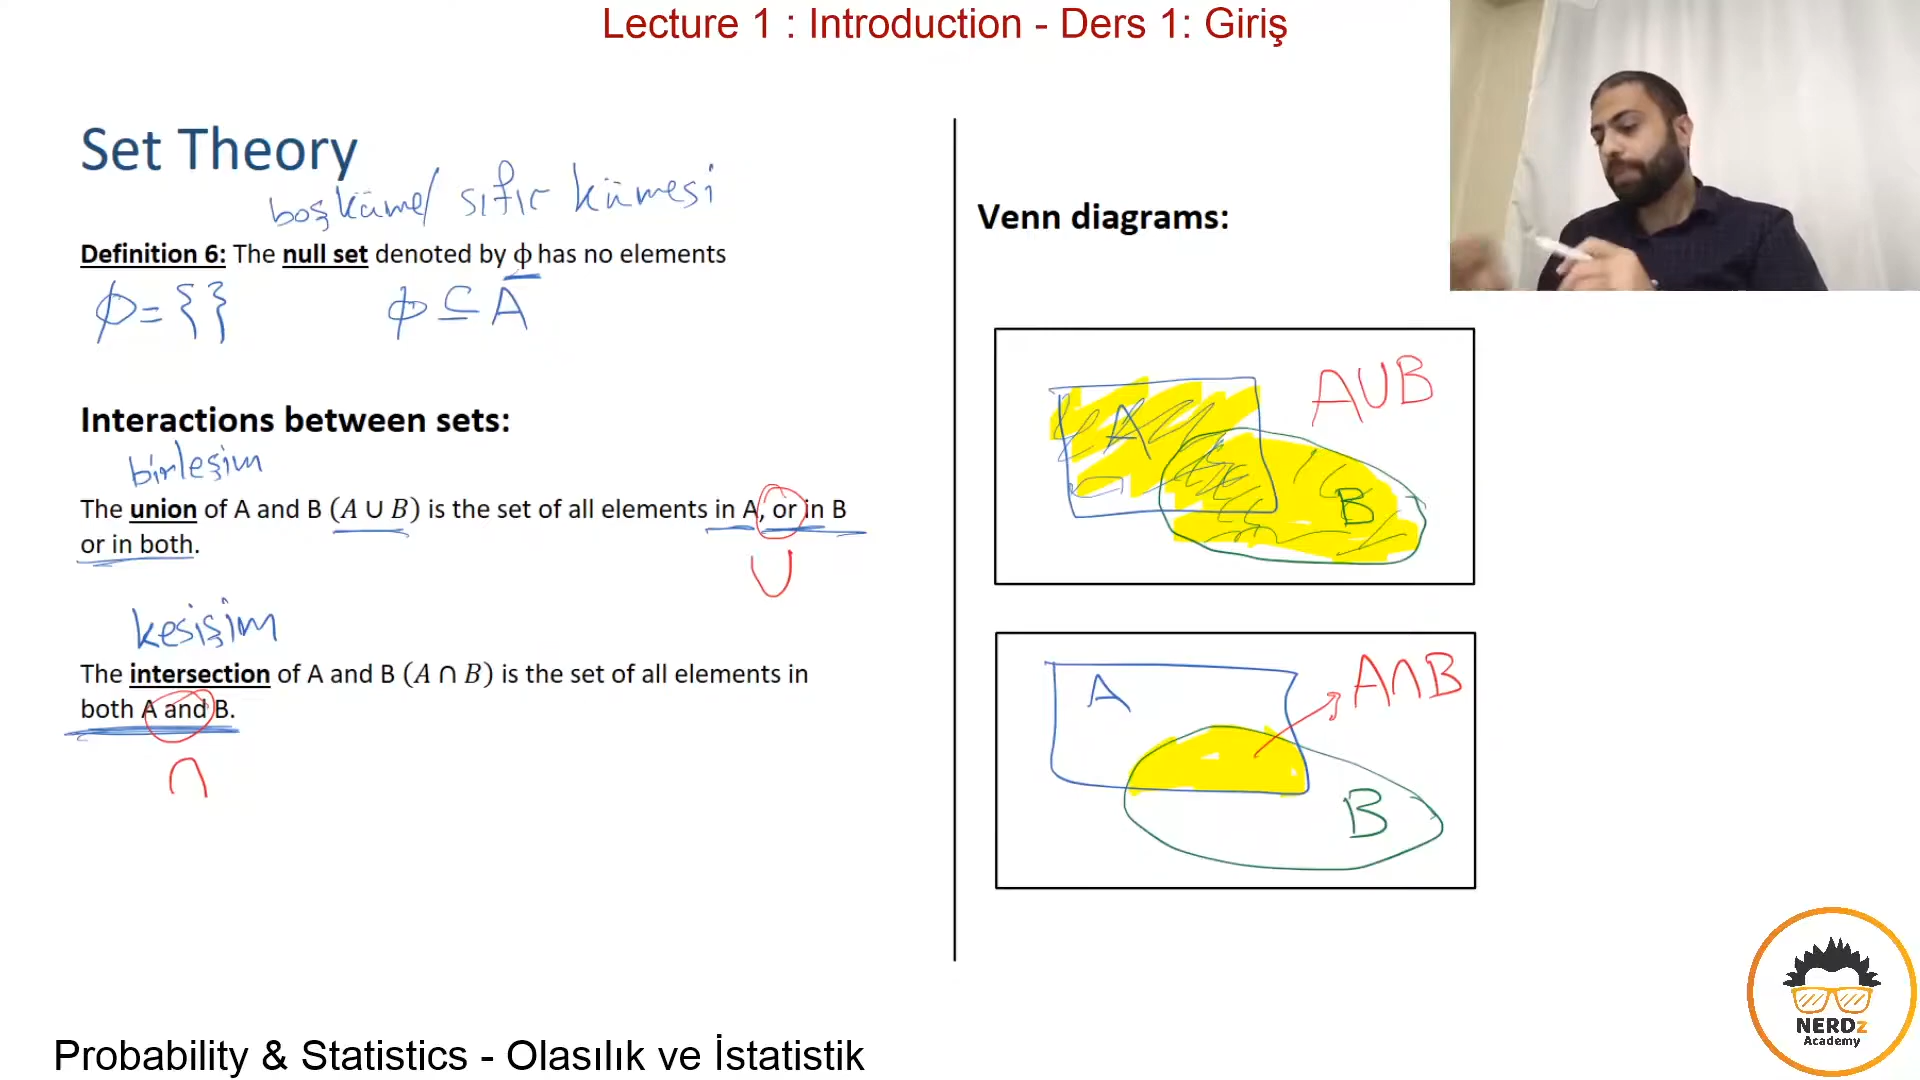 Lecture 1 : Introduction - Ders 1: Giriş
Set Theory
boş küme/ sıfır kümesi
Definition 6: The null set denoted by ϕ has no elements
ϕ = { }
ϕ ⊆ A
Interactions between sets:
birleşim
The union of A and B (A ∪ B) is the set of all elements in A, or in B
or in both.
∪
kesişim
The intersection of A and B (A ∩ B) is the set of all elements in
both A and B.
∩
Venn diagrams:
A∪B
A
B
A∩B
A
B
NERDz
Academy
Probability & Statistics - Olasılık ve İstatistik